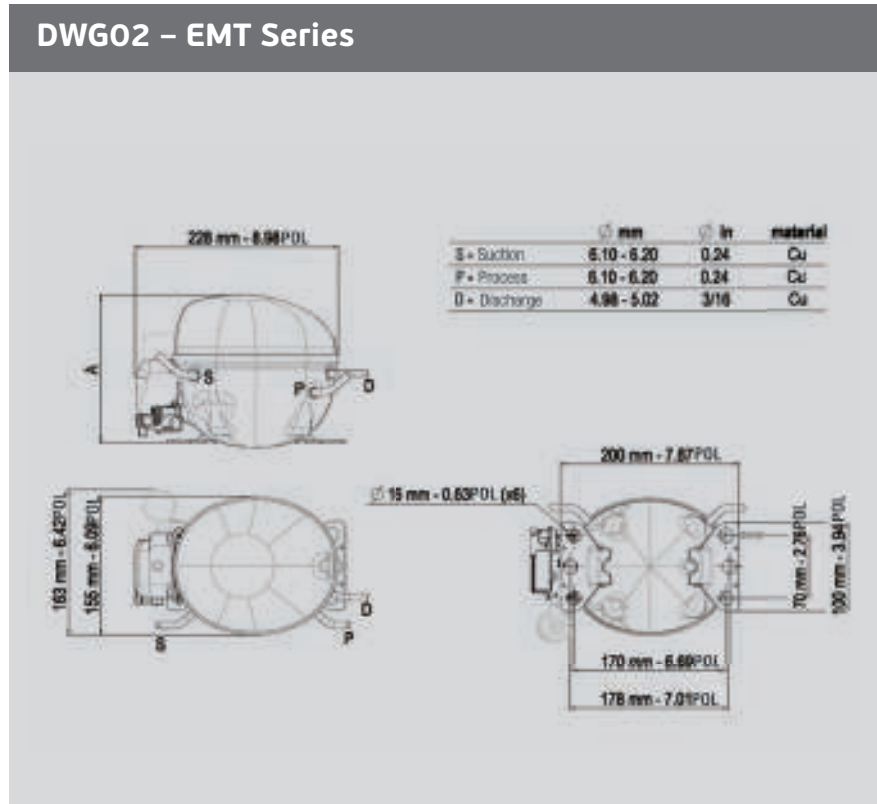 DWG02 – EMT Series
228 mm - 8.98POL
∅ mm ∅ in material
S = Suction 6.10 - 6.20 0.24 Cu
P = Process 6.10 - 6.20 0.24 Cu
D = Discharge 4.98 - 5.02 3/16 Cu
A
S
P
D
200 mm - 7.87POL
∅ 16 mm - 0.63POL (x6)
163 mm - 6.42POL
155 mm - 6.09POL
70 mm - 2.76POL
100 mm - 3.94POL
D
S
P
170 mm - 6.69POL
178 mm - 7.01POL